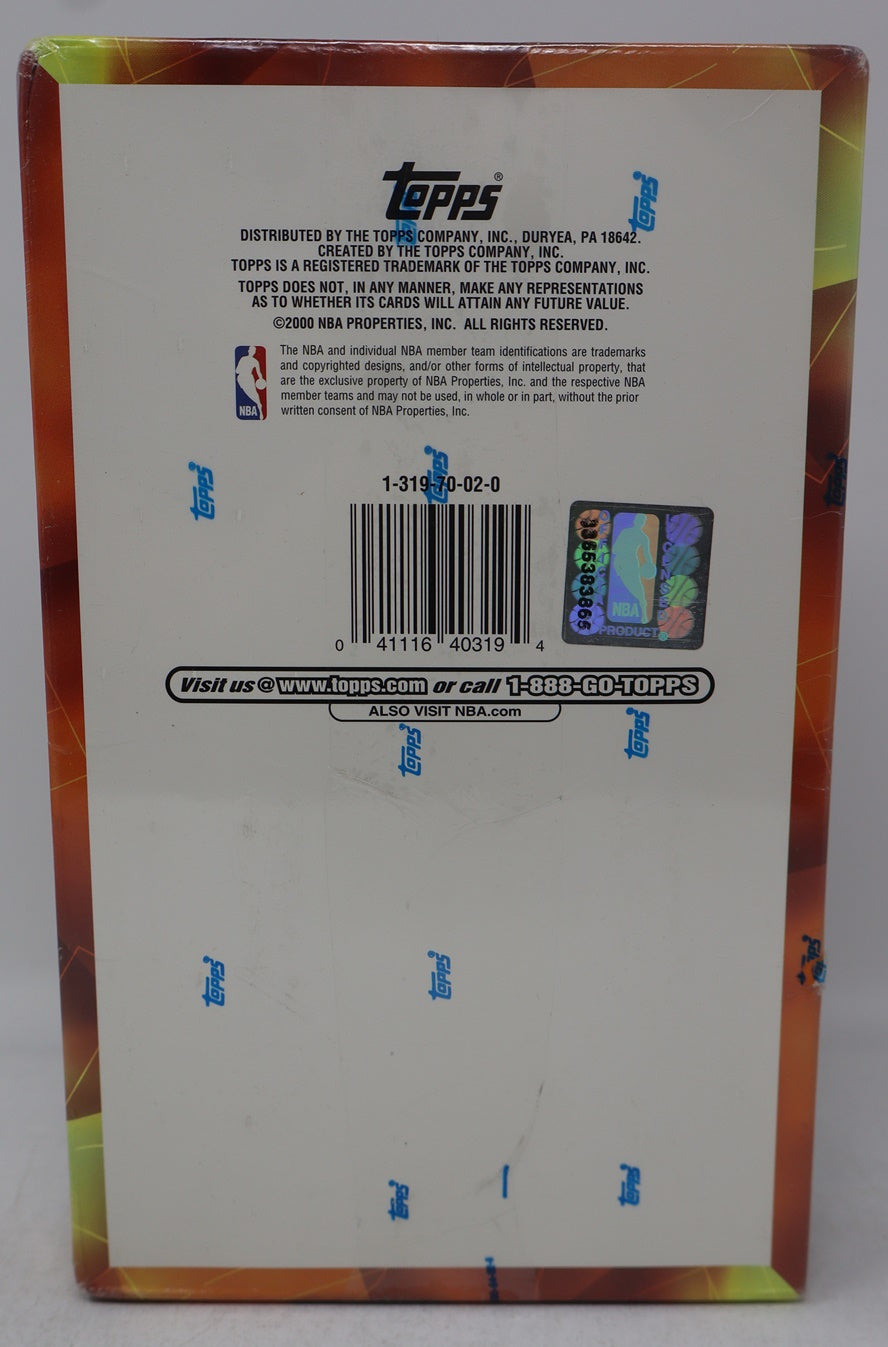 Topps®
DISTRIBUTED BY THE TOPPS COMPANY, INC., DURYEA, PA 18642.
CREATED BY THE TOPPS COMPANY, INC.
TOPPS IS A REGISTERED TRADEMARK OF THE TOPPS COMPANY, INC.
TOPPS DOES NOT, IN ANY MANNER, MAKE ANY REPRESENTATIONS
AS TO WHETHER ITS CARDS WILL ATTAIN ANY FUTURE VALUE.
©2000 NBA PROPERTIES, INC. ALL RIGHTS RESERVED.
The NBA and individual NBA member team identifications are trademarks
and copyrighted designs, and/or other forms of intellectual property, that
are the exclusive property of NBA Properties, Inc. and the respective NBA
member teams and may not be used, in whole or in part, without the prior
written consent of NBA Properties, Inc.
NBA
Topps
Topps
Topps
Topps
1-319-70-02-0
0 41116 40319 4
NBA
PRODUCT
Visit us @ www.topps.com or call 1-888-GO-TOPPS
ALSO VISIT NBA.com
Topps
Topps
Topps
Topps
Topps
Topps
Topps
Topps